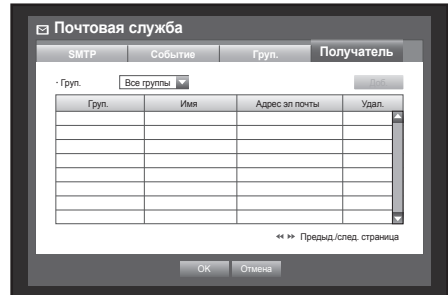 Почтовая служба
SMTP Событие Груп. Получатель
· Груп. Все группы Доб.
Груп. Имя Адрес эл почты Удал.
Предыд./след. страница
OK Отмена